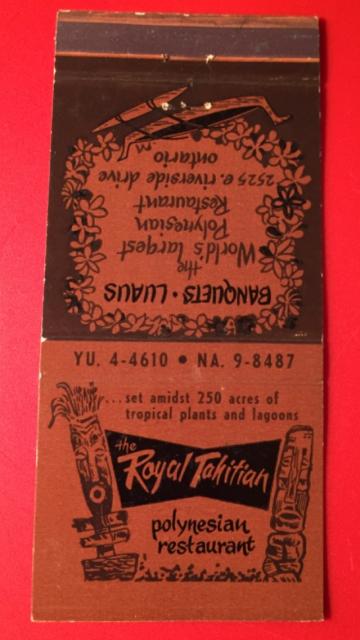 BANQUETS • LUAUS
the
World's largest
Polynesian
Restaurant
2525 e. riverside drive
ontario
YU. 4-4610 • NA. 9-8487
...set amidst 250 acres of
tropical plants and lagoons
the
Royal Tahitian
polynesian
restaurant